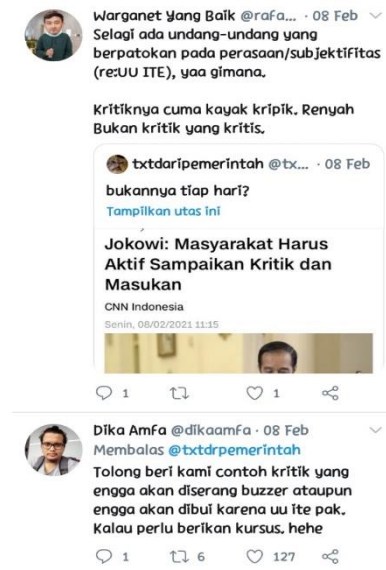 Warganet Yang Baik @rafa... · 08 Feb
Selagi ada undang-undang yang
berpatokan pada perasaan/subjektifitas
(re:UU ITE), yaa gimana.
Kritiknya cuma kayak kripik. Renyah
Bukan kritik yang kritis.
txtdaripemerintah @tx... · 08 Feb
bukannya tiap hari?
Tampilkan utas ini
Jokowi: Masyarakat Harus
Aktif Sampaikan Kritik dan
Masukan
CNN Indonesia
Senin, 08/02/2021 11:15
1 1
Dika Amfa @dikaamfa · 08 Feb
Membalas @txtdrpemerintah
Tolong beri kami contoh kritik yang
engga akan diserang buzzer ataupun
engga akan dibui karena uu ite pak.
Kalau perlu berikan kursus, hehe
1 6 127